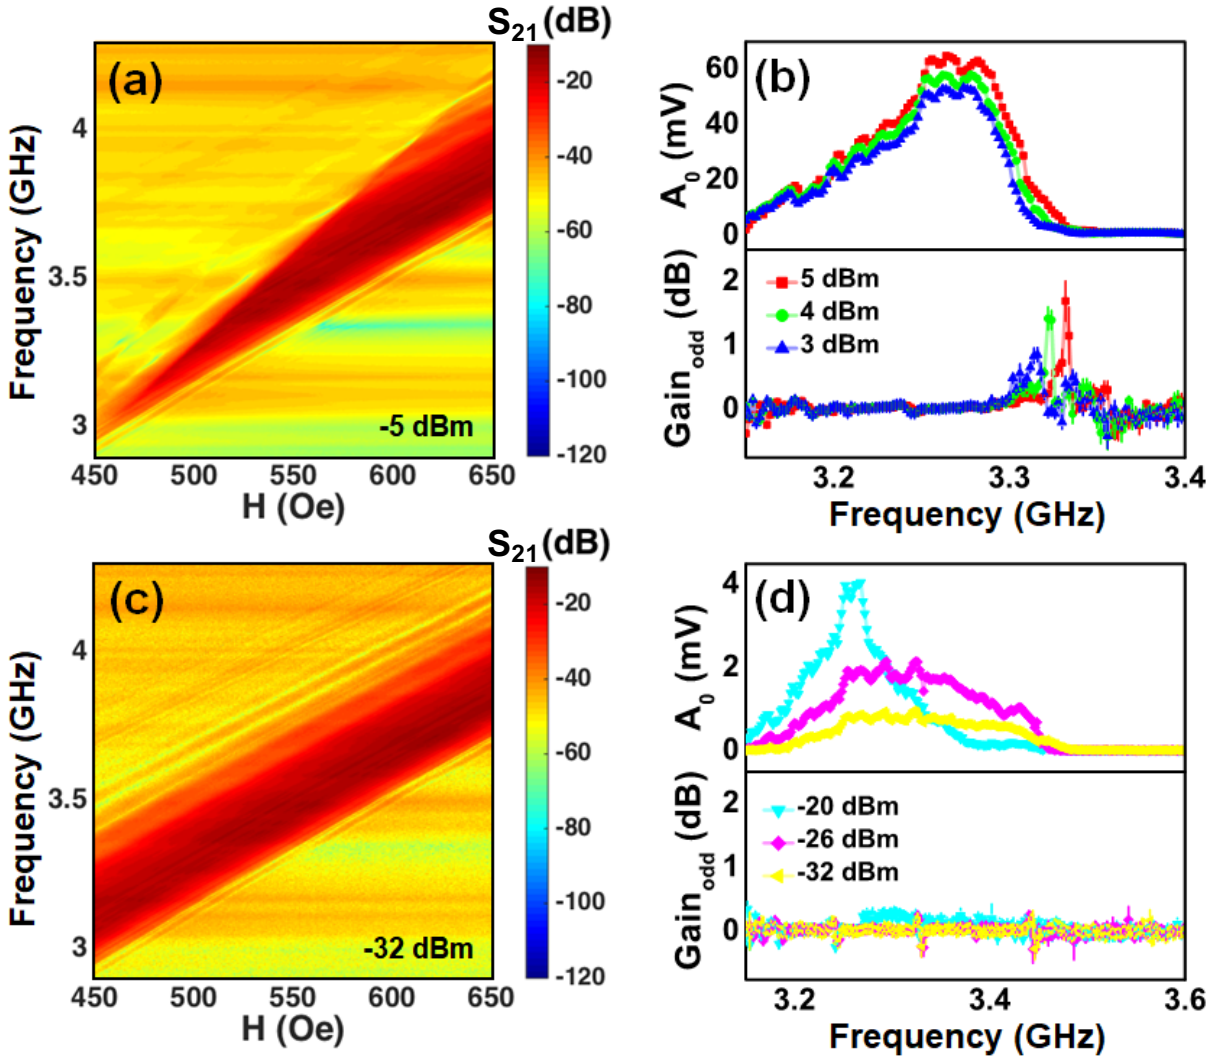 S21 (dB)
(a)
-20
-40
-60
-80
-100
-120
4
3.5
3
Frequency (GHz)
-5 dBm
450 500 550 600 650
H (Oe)
(b)
60
40
20
0
A0 (mV)
2
1
0
Gainodd (dB)
5 dBm
4 dBm
3 dBm
3.2 3.3 3.4
Frequency (GHz)
S21 (dB)
(c)
-20
-40
-60
-80
-100
-120
4
3.5
3
Frequency (GHz)
-32 dBm
450 500 550 600 650
H (Oe)
(d)
4
2
0
A0 (mV)
2
1
0
Gainodd (dB)
-20 dBm
-26 dBm
-32 dBm
3.2 3.4 3.6
Frequency (GHz)